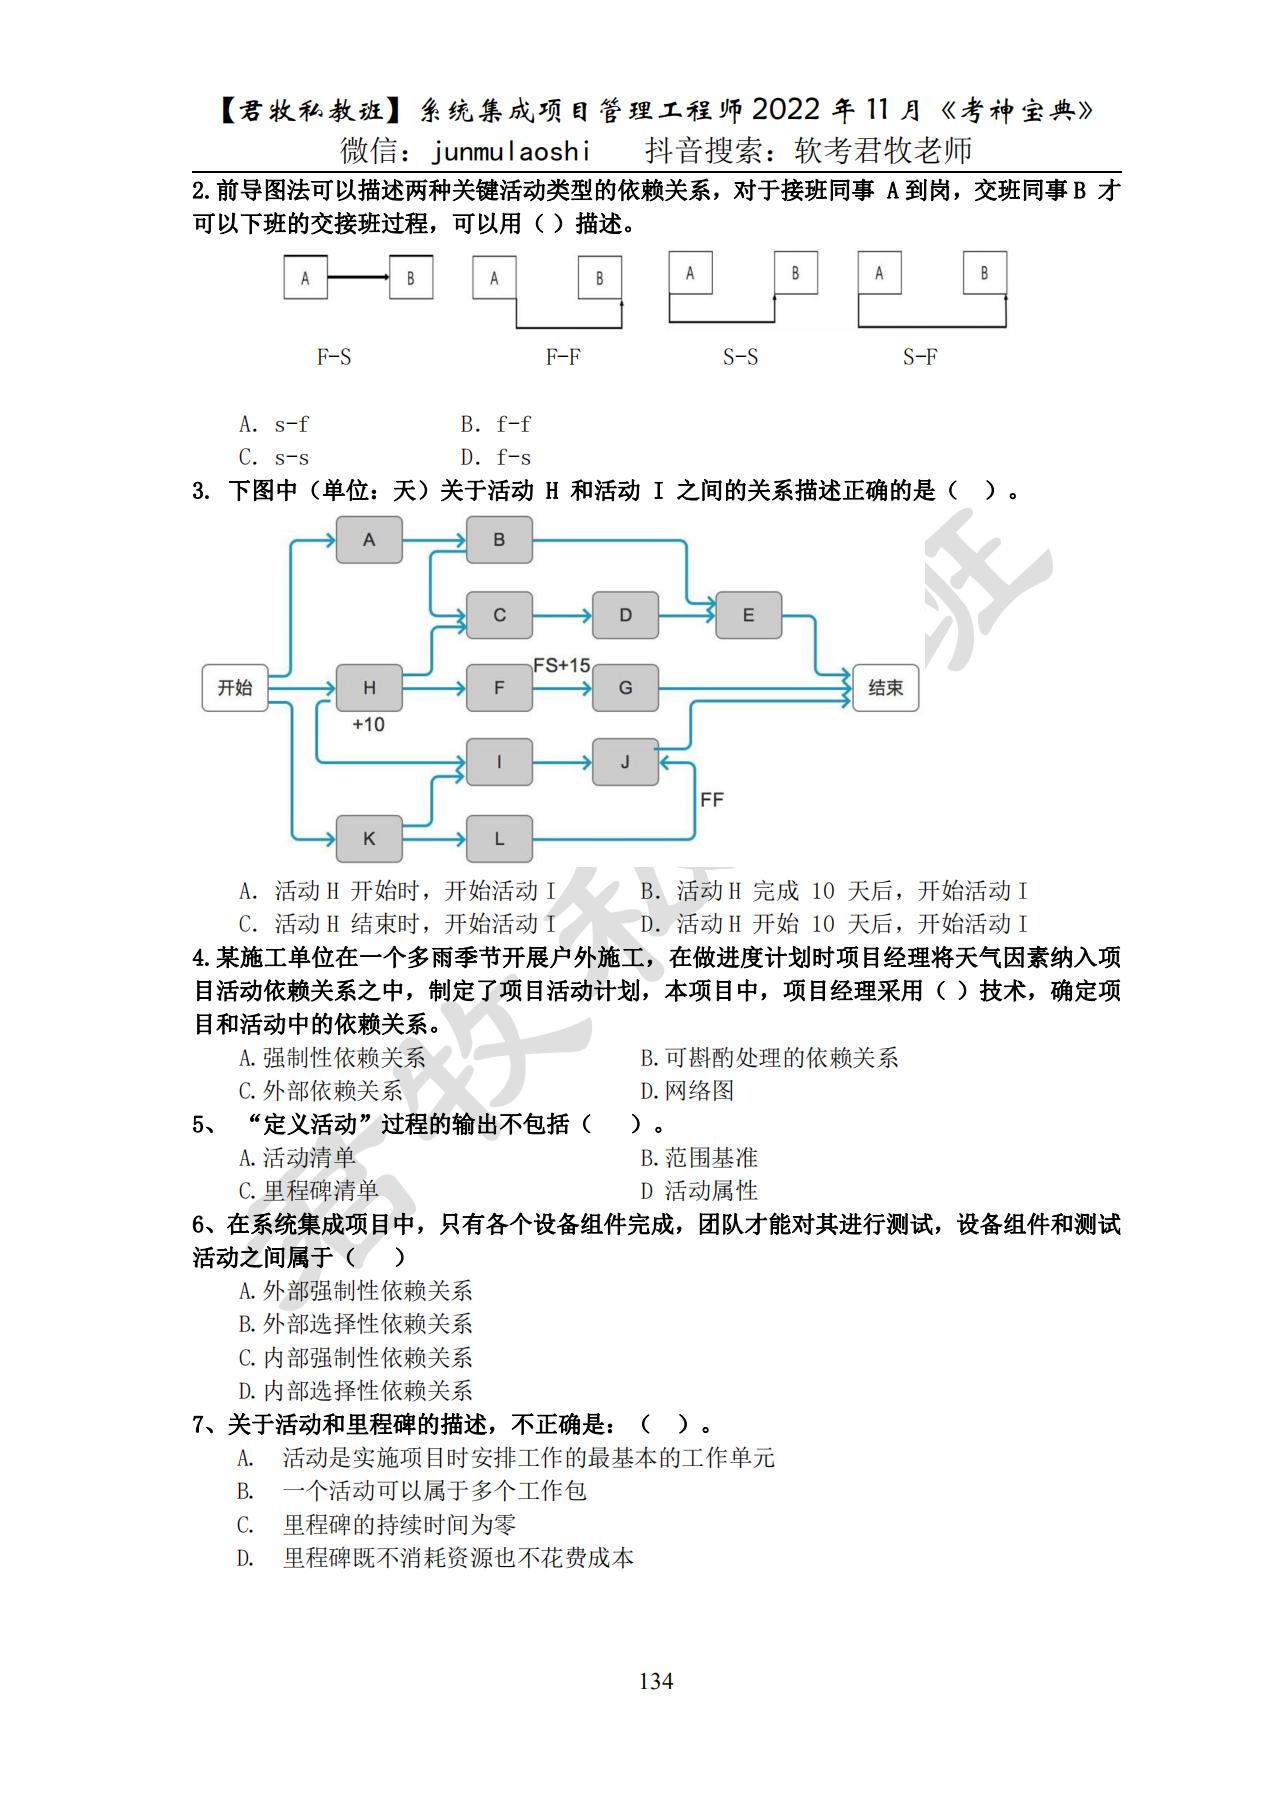 【君牧私教班】系统集成项目管理工程师 2022 年 11 月《考神宝典》
微信：junmulaoshi 抖音搜索：软考君牧老师
2.前导图法可以描述两种关键活动类型的依赖关系，对于接班同事 A 到岗，交班同事 B 才
可以下班的交接班过程，可以用（ ）描述。
A B A B A B A B
F-S F-F S-S S-F
A. s-f B. f-f
C. s-s D. f-s
3. 下图中（单位：天）关于活动 H 和活动 I 之间的关系描述正确的是（ ）。
A B
C D E
FS+15
开始 H F G 结束
+10
I J
FF
K L
A. 活动 H 开始时，开始活动 I B. 活动 H 完成 10 天后，开始活动 I
C. 活动 H 结束时，开始活动 I D. 活动 H 开始 10 天后，开始活动 I
4.某施工单位在一个多雨季节开展户外施工，在做进度计划时项目经理将天气因素纳入项
目活动依赖关系之中，制定了项目活动计划，本项目中，项目经理采用（ ）技术，确定项
目和活动中的依赖关系。
A.强制性依赖关系 B.可斟酌处理的依赖关系
C.外部依赖关系 D.网络图
5、 “定义活动”过程的输出不包括（ ）。
A.活动清单 B.范围基准
C.里程碑清单 D 活动属性
6、在系统集成项目中，只有各个设备组件完成，团队才能对其进行测试，设备组件和测试
活动之间属于（ ）
A.外部强制性依赖关系
B.外部选择性依赖关系
C.内部强制性依赖关系
D.内部选择性依赖关系
7、关于活动和里程碑的描述，不正确是：（ ）。
A. 活动是实施项目时安排工作的最基本的工作单元
B. 一个活动可以属于多个工作包
C. 里程碑的持续时间为零
D. 里程碑既不消耗资源也不花费成本
134